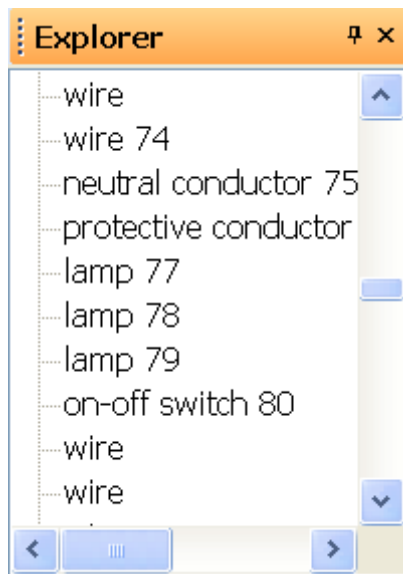 Explorer
wire
wire 74
neutral conductor 75
protective conductor
lamp 77
lamp 78
lamp 79
on-off switch 80
wire
wire